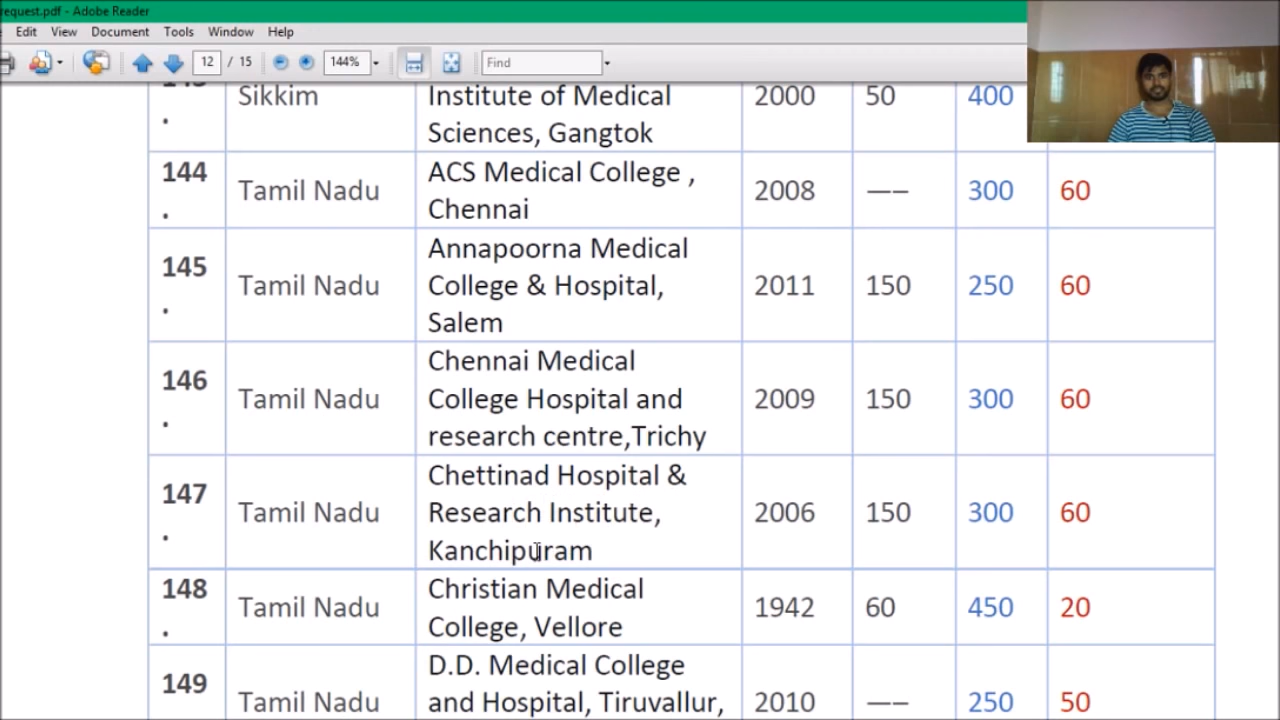 request.pdf - Adobe Reader
Edit View Document Tools Window Help
12 / 15 144% Find
Sikkim Institute of Medical 2000 50 400
. Sciences, Gangtok
144 Tamil Nadu ACS Medical College , 2008 –– 300 60
. Chennai
145 Tamil Nadu Annapoorna Medical 2011 150 250 60
. College & Hospital,
Salem
146 Tamil Nadu Chennai Medical 2009 150 300 60
. College Hospital and
research centre,Trichy
147 Tamil Nadu Chettinad Hospital & 2006 150 300 60
. Research Institute,
Kanchipuram
148 Tamil Nadu Christian Medical 1942 60 450 20
. College, Vellore
149 Tamil Nadu D.D. Medical College 2010 –– 250 50
and Hospital, Tiruvallur,